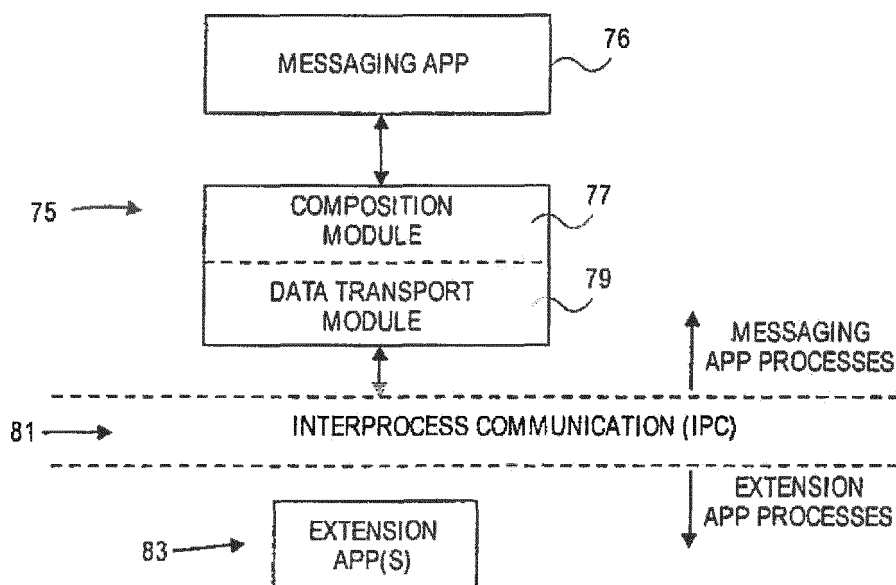 MESSAGING APP
76
75
COMPOSITION
MODULE
77
DATA TRANSPORT
MODULE
79
MESSAGING
APP PROCESSES
81
INTERPROCESS COMMUNICATION (IPC)
EXTENSION
APP PROCESSES
83
EXTENSION
APP(S)